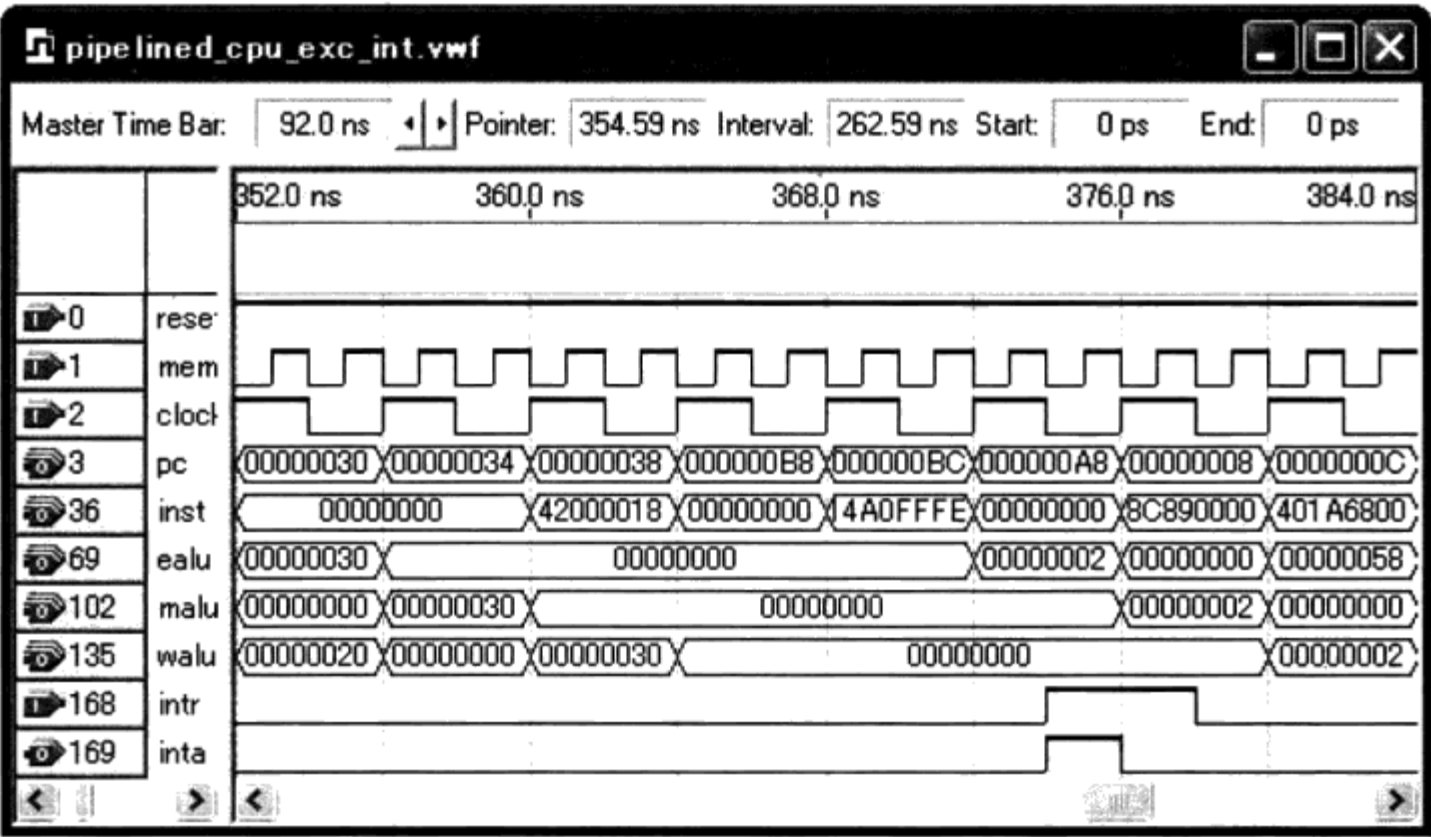 pipelined_cpu_exc_int.vwf
Master Time Bar: 92.0 ns Pointer: 354.59 ns Interval: 262.59 ns Start: 0 ps End: 0 ps
352.0 ns 360.0 ns 368.0 ns 376.0 ns 384.0 ns
0 rese
1 mem
2 clock
3 pc 00000030 00000034 00000038 000000B8 000000BC 000000A8 00000008 0000000C
36 inst 00000000 42000018 00000000 14A0FFFE 00000000 8C890000 401A6800
69 ealu 00000030 00000000 00000002 00000000 00000058
102 malu 00000000 00000030 00000000 00000002 00000000
135 walu 00000020 00000000 00000030 00000000 00000002
168 intr
169 inta